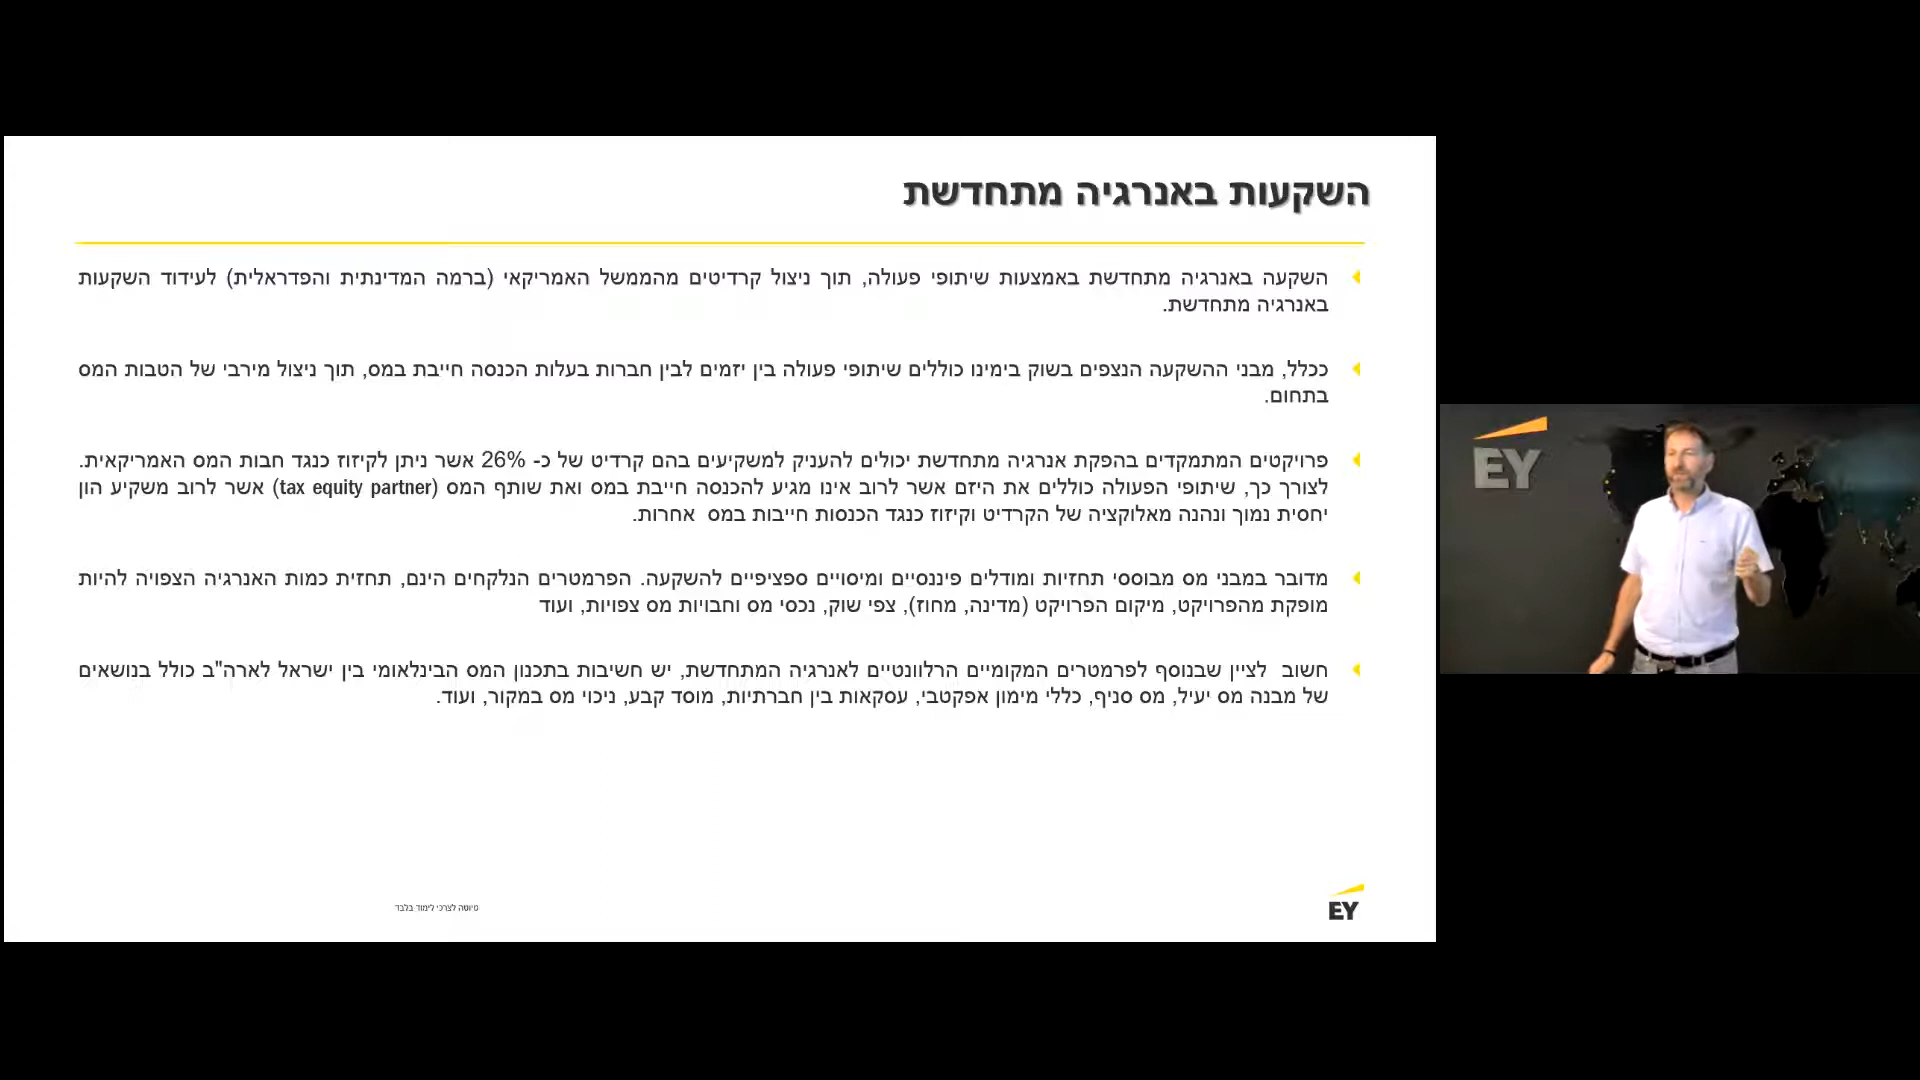 השקעות באנרגיה מתחדשת
השקעה באנרגיה מתחדשת באמצעות שיתופי פעולה, תוך ניצול קרדיטים מהממשל האמריקאי (ברמה המדינתית והפדראלית) לעידוד השקעות
באנרגיה מתחדשת.
ככלל, מבני ההשקעה הנצפים בשוק בימינו כוללים שיתופי פעולה בין יזמים לבין חברות בעלות הכנסה חייבת במס, תוך ניצול מירבי של הטבות המס
בתחום.
פרויקטים המתמקדים בהפקת אנרגיה מתחדשת יכולים להעניק למשקיעים בהם קרדיט של כ- 26% אשר ניתן לקיזוז כנגד חבות המס האמריקאית.
לצורך כך, שיתופי הפעולה כוללים את היזם אשר לרוב אינו מגיע להכנסה חייבת במס ואת שותף המס (tax equity partner) אשר לרוב משקיע הון
יחסית נמוך ונהנה מאלוקציה של הקרדיט וקיזוז כנגד הכנסות חייבות במס אחרות.
מדובר במבני מס מבוססי תחזיות ומודלים פיננסיים ומיסויים ספציפיים להשקעה. הפרמטרים הנלקחים הינם, תחזית כמות האנרגיה הצפויה להיות
מופקת מהפרויקט, מיקום הפרויקט (מדינה, מחוז), צפי שוק, נכסי מס וחבויות מס צפויות, ועוד
חשוב לציין שבנוסף לפרמטרים המקומיים הרלוונטיים לאנרגיה המתחדשת, יש חשיבות בתכנון המס הבינלאומי בין ישראל לארה"ב כולל בנושאים
של מבנה מס יעיל, מס סניף, כללי מימון אפקטבי, עסקאות בין חברתיות, מוסד קבע, ניכוי מס במקור, ועוד.
טיוטה לצרכי לימוד בלבד
EY
EY